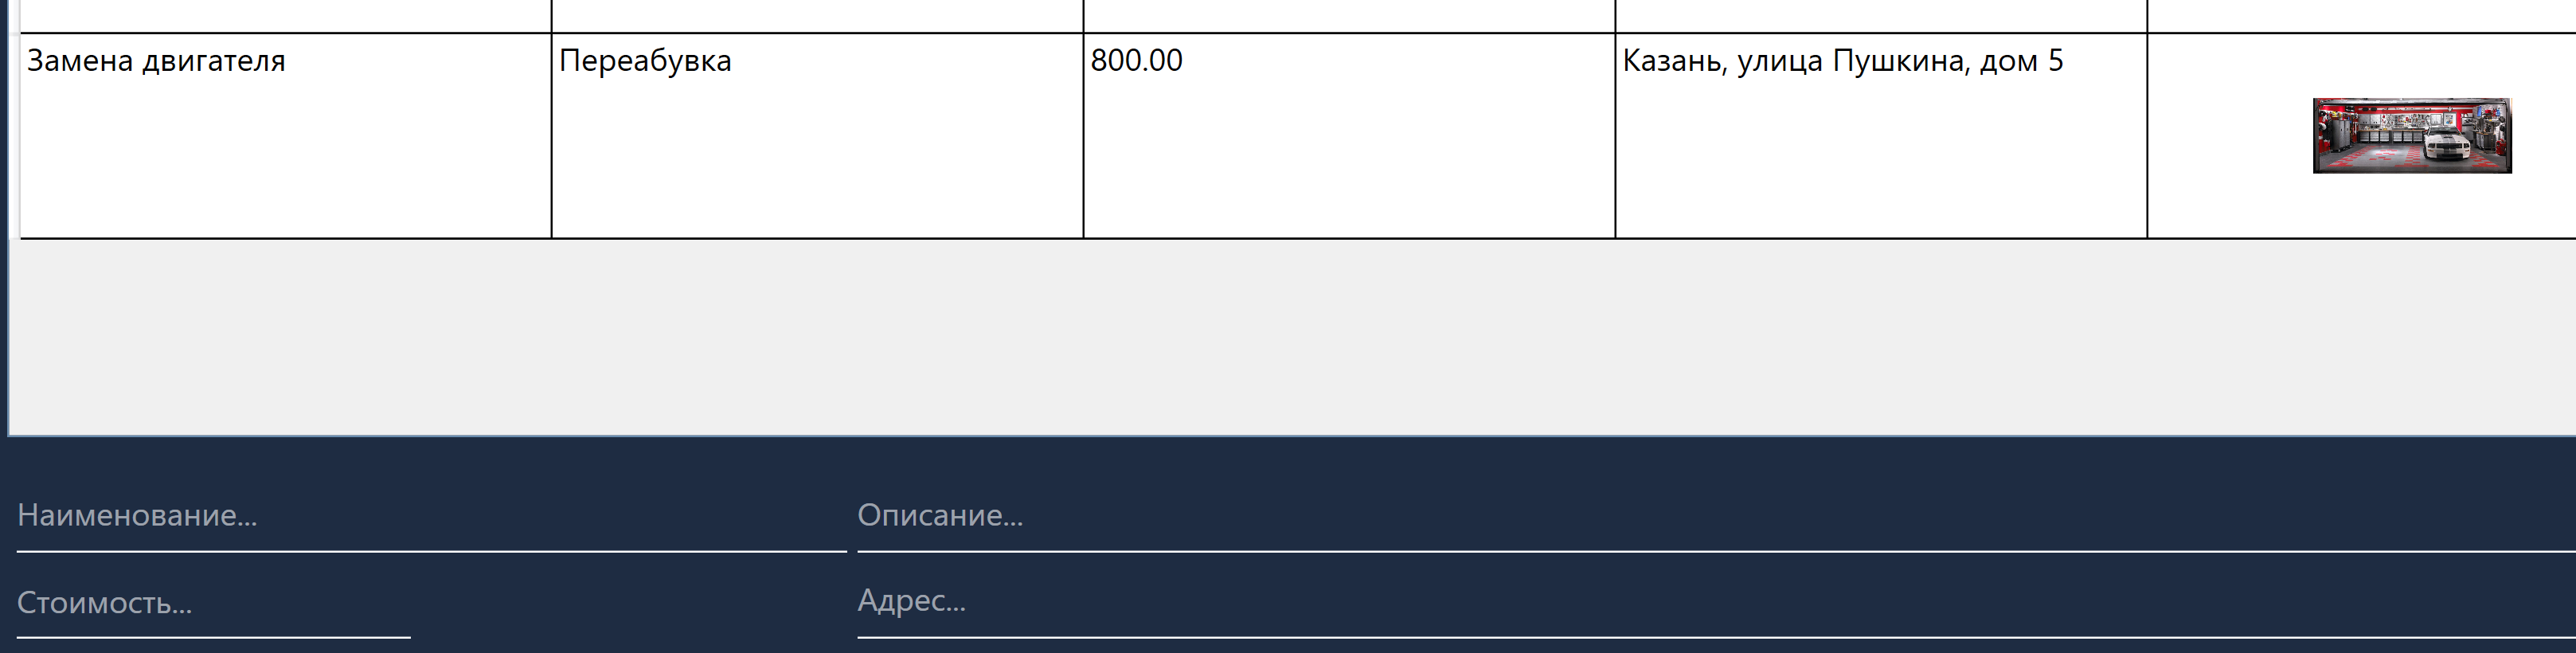 Замена двигателя
Переабувка
800.00
Казань, улица Пушкина, дом 5
Наименование...
Описание...
Стоимость...
Адрес...